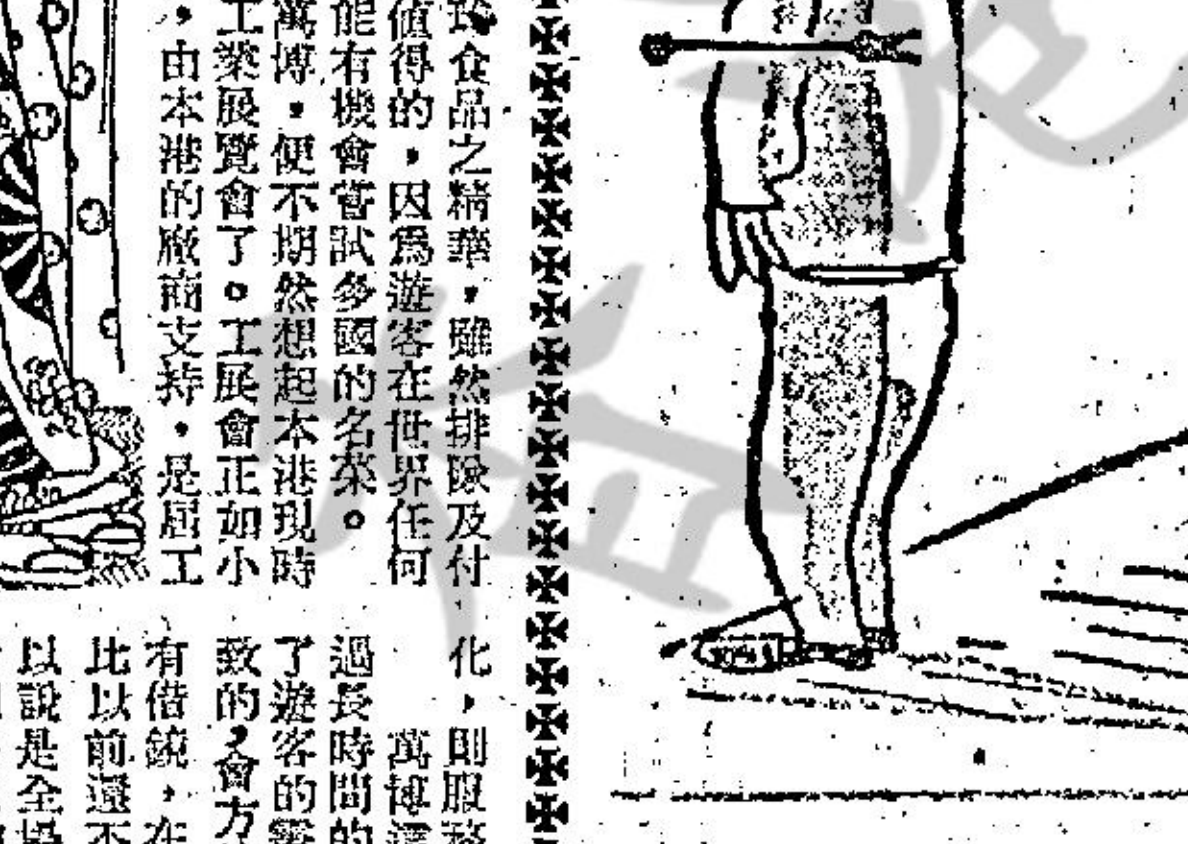 食品之精華,雖然排隊及付
值得的,因爲遊客在世界任何
能有機會嘗試多國的名菜。
萬博,便不期然想起本港現時
工業展覽會了。工展會正如小
,由本港的廠商支持,是屆工
化,則服務
萬博
過長時間的
了遊客的
致的,會方
有借鏡,在
比以前還不
以說是全場